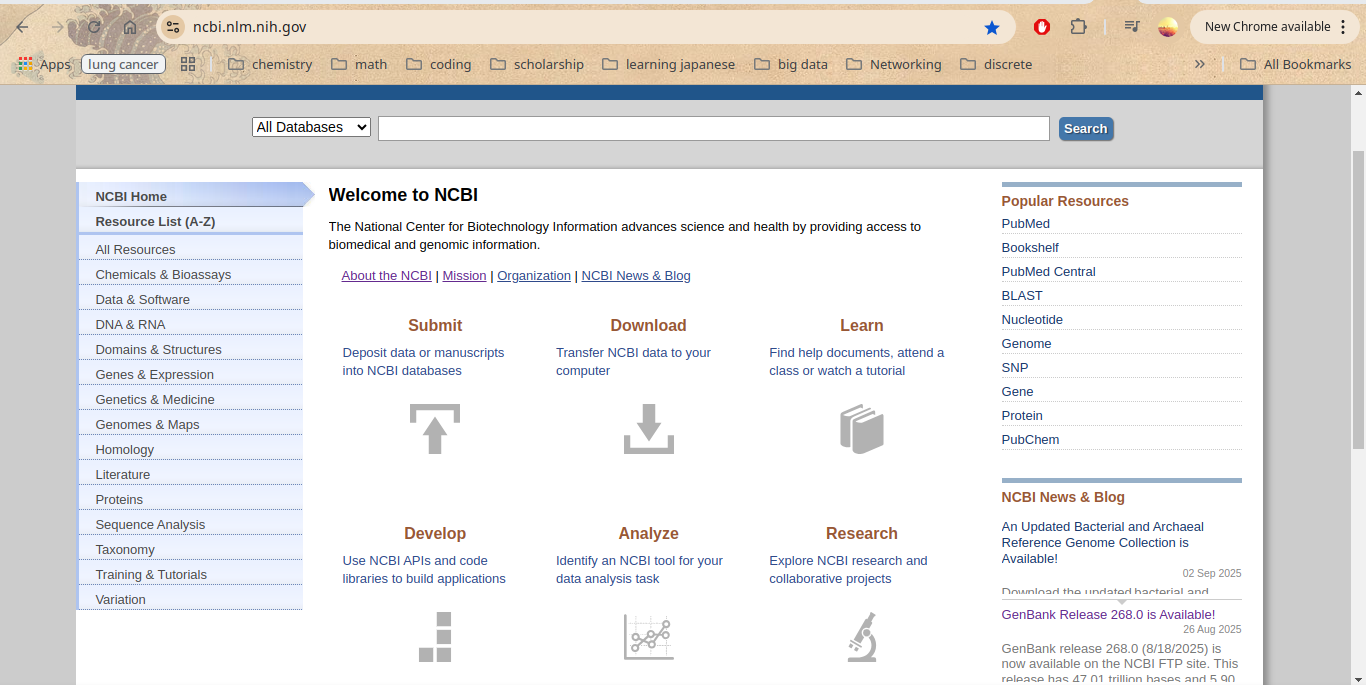 ncbi.nlm.nih.gov
New Chrome available
Apps
lung cancer
chemistry
math
coding
scholarship
learning japanese
big data
Networking
discrete
»
All Bookmarks
All Databases
Search
NCBI Home
Resource List (A-Z)
All Resources
Chemicals & Bioassays
Data & Software
DNA & RNA
Domains & Structures
Genes & Expression
Genetics & Medicine
Genomes & Maps
Homology
Literature
Proteins
Sequence Analysis
Taxonomy
Training & Tutorials
Variation
Welcome to NCBI
The National Center for Biotechnology Information advances science and health by providing access to
biomedical and genomic information.
About the NCBI | Mission | Organization | NCBI News & Blog
Submit
Deposit data or manuscripts
into NCBI databases
Download
Transfer NCBI data to your
computer
Learn
Find help documents, attend a
class or watch a tutorial
Develop
Use NCBI APIs and code
libraries to build applications
Analyze
Identify an NCBI tool for your
data analysis task
Research
Explore NCBI research and
collaborative projects
Popular Resources
PubMed
Bookshelf
PubMed Central
BLAST
Nucleotide
Genome
SNP
Gene
Protein
PubChem
NCBI News & Blog
An Updated Bacterial and Archaeal
Reference Genome Collection is
Available!
02 Sep 2025
Download the updated bacterial and
GenBank Release 268.0 is Available!
26 Aug 2025
GenBank release 268.0 (8/18/2025) is
now available on the NCBI FTP site. This
release has 47.01 trillion bases and 5.90